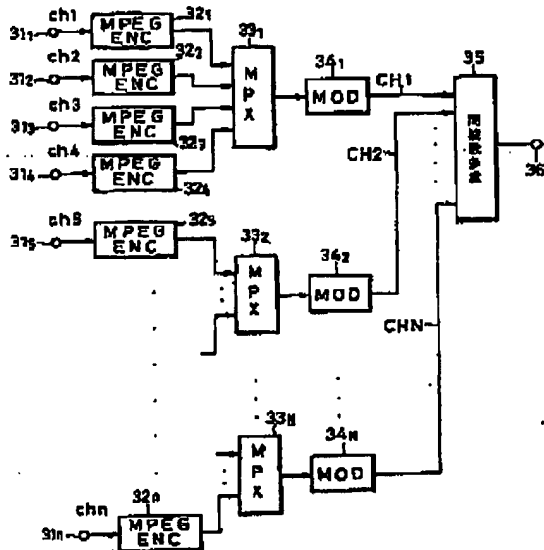 ch1
31₁
MPEG
ENC
32₁
ch2
31₂
MPEG
ENC
32₂
ch3
31₃
MPEG
ENC
32₃
ch4
31₄
MPEG
ENC
32₄
33₁
MPX
34₁
MOD
CH1
35
36
ch5
31₅
MPEG
ENC
32₅
33₂
MPX
34₂
MOD
CH2
CHN
33N
MPX
34N
MOD
chn
31n
MPEG
ENC
32n